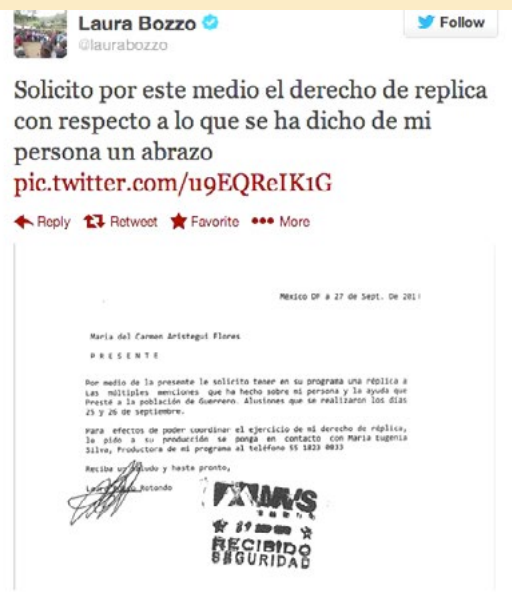 Laura Bozzo
@laurabozzo
Follow
Solicito por este medio el derecho de replica
con respecto a lo que se ha dicho de mi
persona un abrazo
pic.twitter.com/u9EQReIK1G
Reply Retweet Favorite More
México DF a 27 de Sept. De 201
Maria del Carmen Aristegui Flores
P R E S E N T E
Por medio de la presente le solicito tener en su programa una réplica a
Las múltiples menciones que ha hecho sobre mi persona y la ayuda que
Presté a la población de Guerrero. Alusiones que se realizaron los días
25 y 26 de septiembre.
Para efectos de poder coordinar el ejercicio de mi derecho de réplica,
le pido a su producción se ponga en contacto con Maria Eugenia
Silva, Productora de mi programa al teléfono 55 1823 0033
Reciba un saludo y hasta pronto,
Laura Bozzo Rotondo
MVS
RECIBIDO
SEGURIDAD